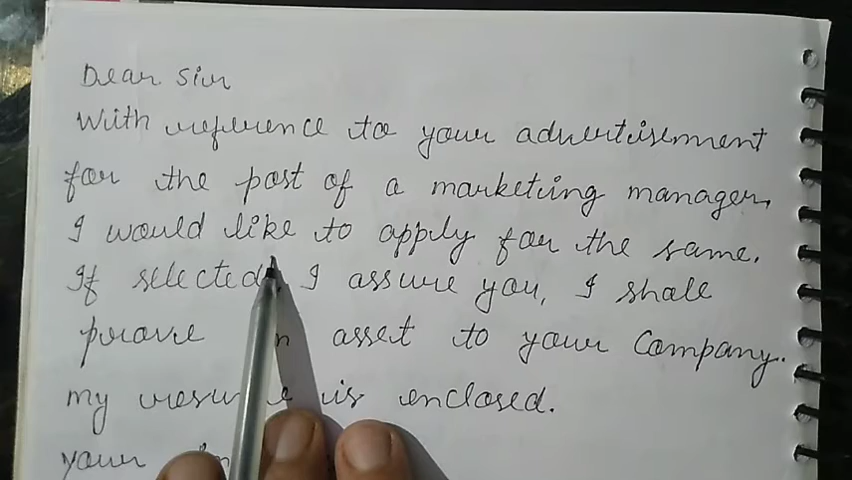 Dear Sir
With reference to your advertisement
for the post of a marketing manager,
I would like to apply for the same.
If selected, I assure you, I shall
prove asset to your Company.
my resume is enclosed.
your